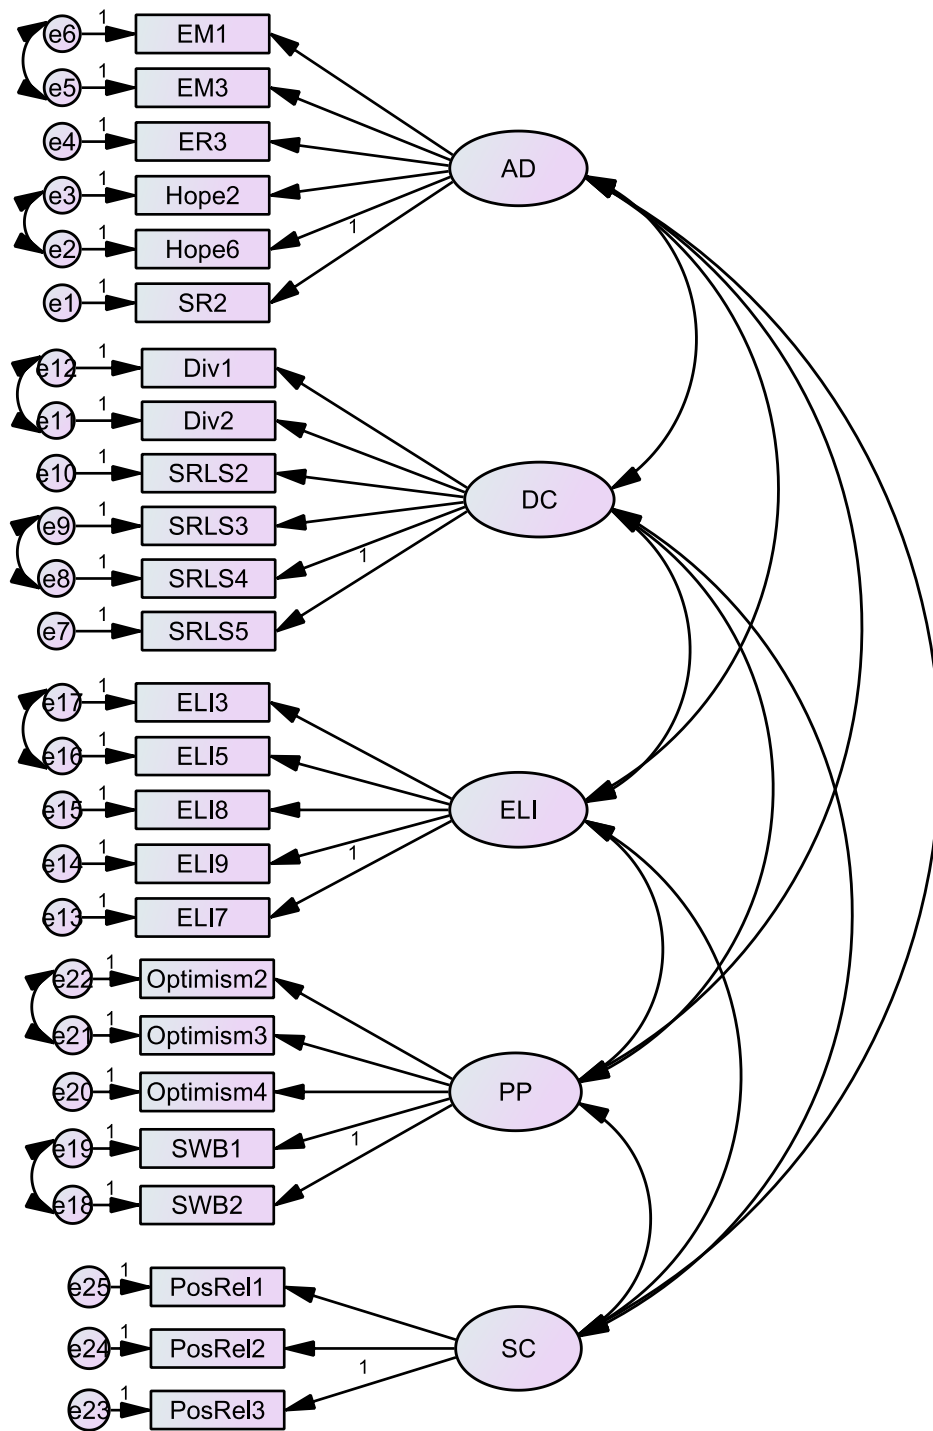 e6 1 EM1
e5 1 EM3
e4 1 ER3
AD
e3 1 Hope2
e2 1 Hope6
1
e1 1 SR2
e12 1 Div1
e11 1 Div2
e10 1 SRLS2
DC
e9 1 SRLS3
e8 1 SRLS4
1
e7 1 SRLS5
e17 1 ELI3
e16 1 ELI5
e15 1 ELI8
ELI
e14 1 ELI9
1
e13 1 ELI7
e22 1 Optimism2
e21 1 Optimism3
e20 1 Optimism4
PP
e19 1 SWB1
1
e18 1 SWB2
e25 1 PosRel1
e24 1 PosRel2
SC
1
e23 1 PosRel3